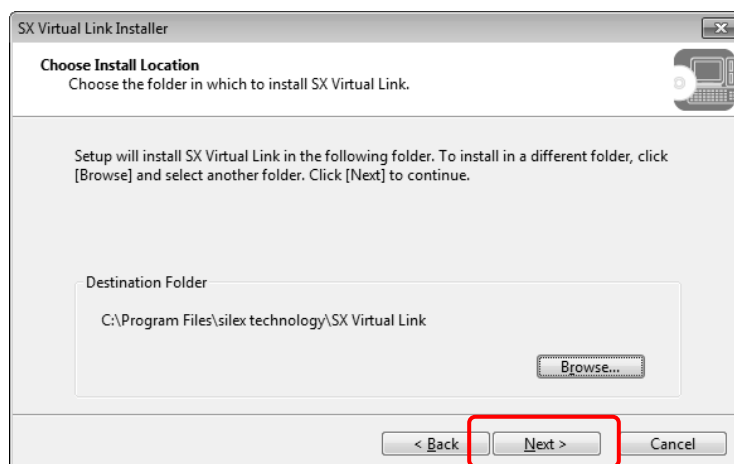 SX Virtual Link Installer
Choose Install Location
Choose the folder in which to install SX Virtual Link.
Setup will install SX Virtual Link in the following folder. To install in a different folder, click
[Browse] and select another folder. Click [Next] to continue.
Destination Folder
C:\Program Files\silex technology\SX Virtual Link
Browse...
< Back
Next >
Cancel